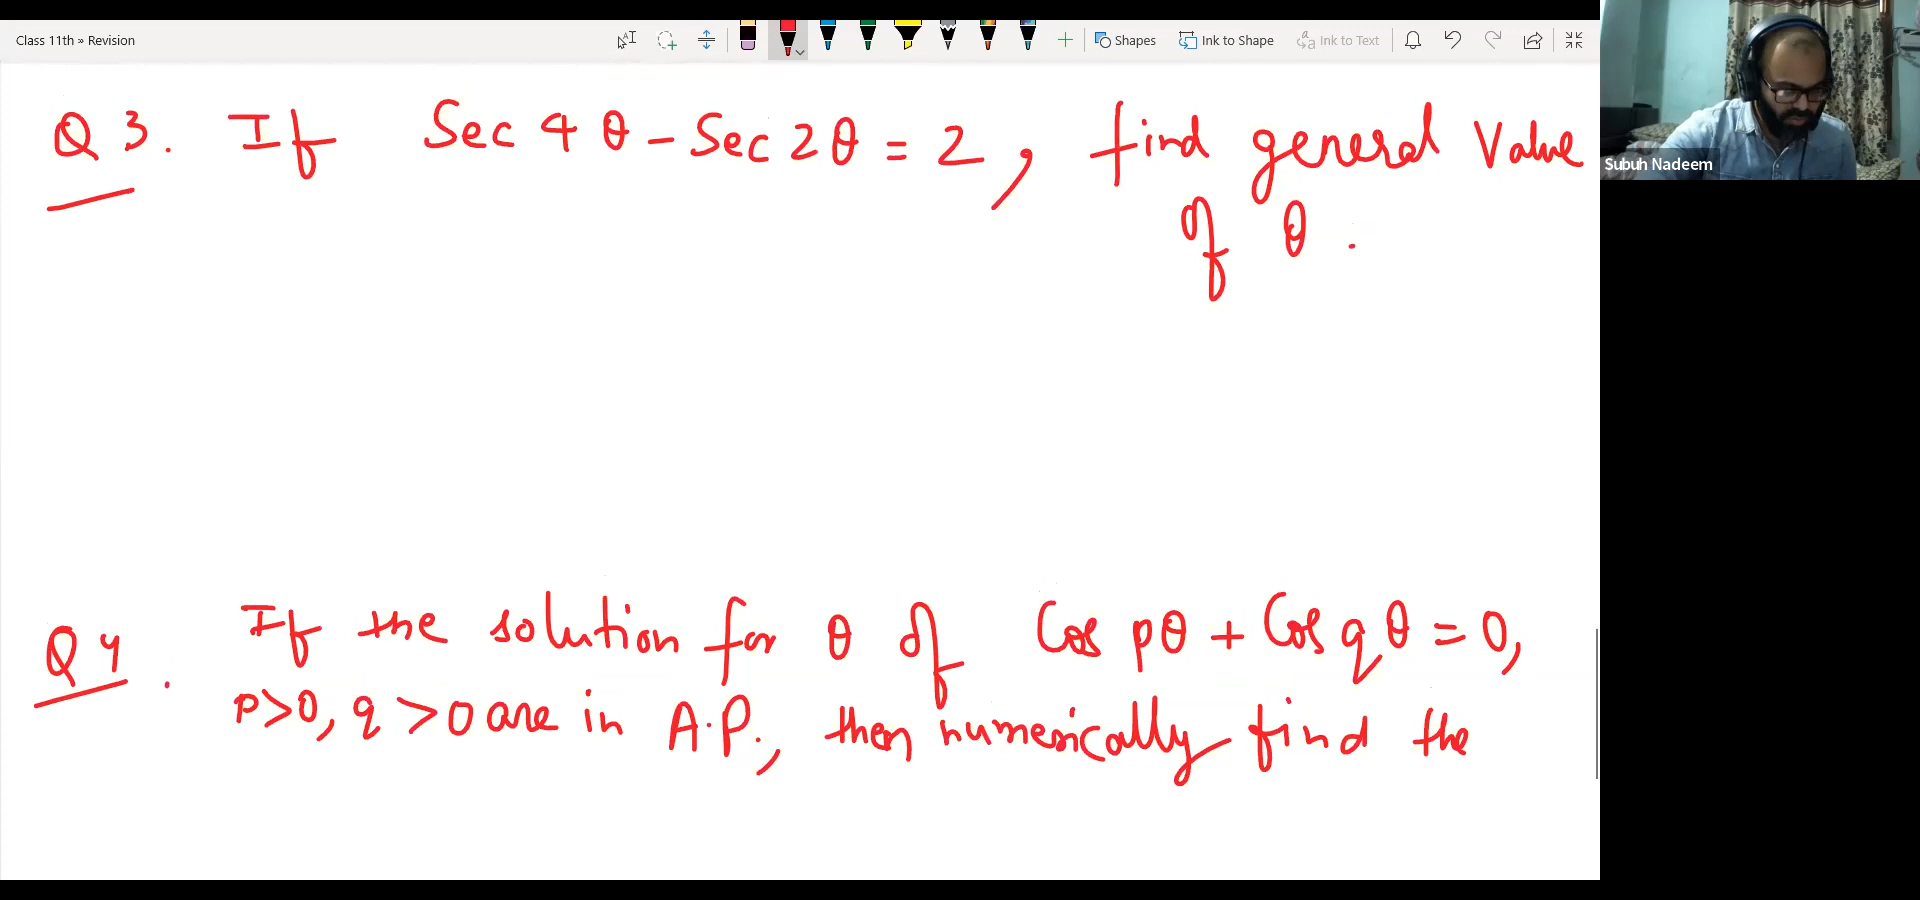 Class 11th » Revision
Shapes
Ink to Shape
Ink to Text
Subuh Nadeem
Q 3. If Sec 4 θ - Sec 2θ = 2, find general value
of θ.
Q 4. If the solution for θ of Cos pθ + Cos qθ = 0,
p>0, q >0 are in A.P., then numerically find the